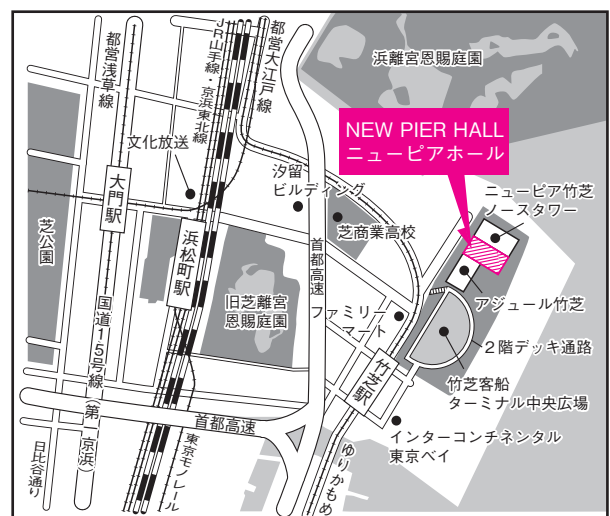 都営浅草線
JR山手線・京浜東北線
都営大江戸線
浜離宮恩賜庭園
文化放送
NEW PIER HALL
ニューピアホール
汐留
ビルディング
ニューピア竹芝
ノースタワー
大門駅
芝商業高校
芝公園
浜松町駅
首都高速
旧芝離宮
恩賜庭園
アジュール竹芝
ファミリー
マート
2階デッキ通路
国道15号線(第一京浜)
竹芝駅
竹芝客船
ターミナル中央広場
首都高速
インターコンチネンタル
東京ベイ
日比谷通り
東京モノレール
ゆりかもめ